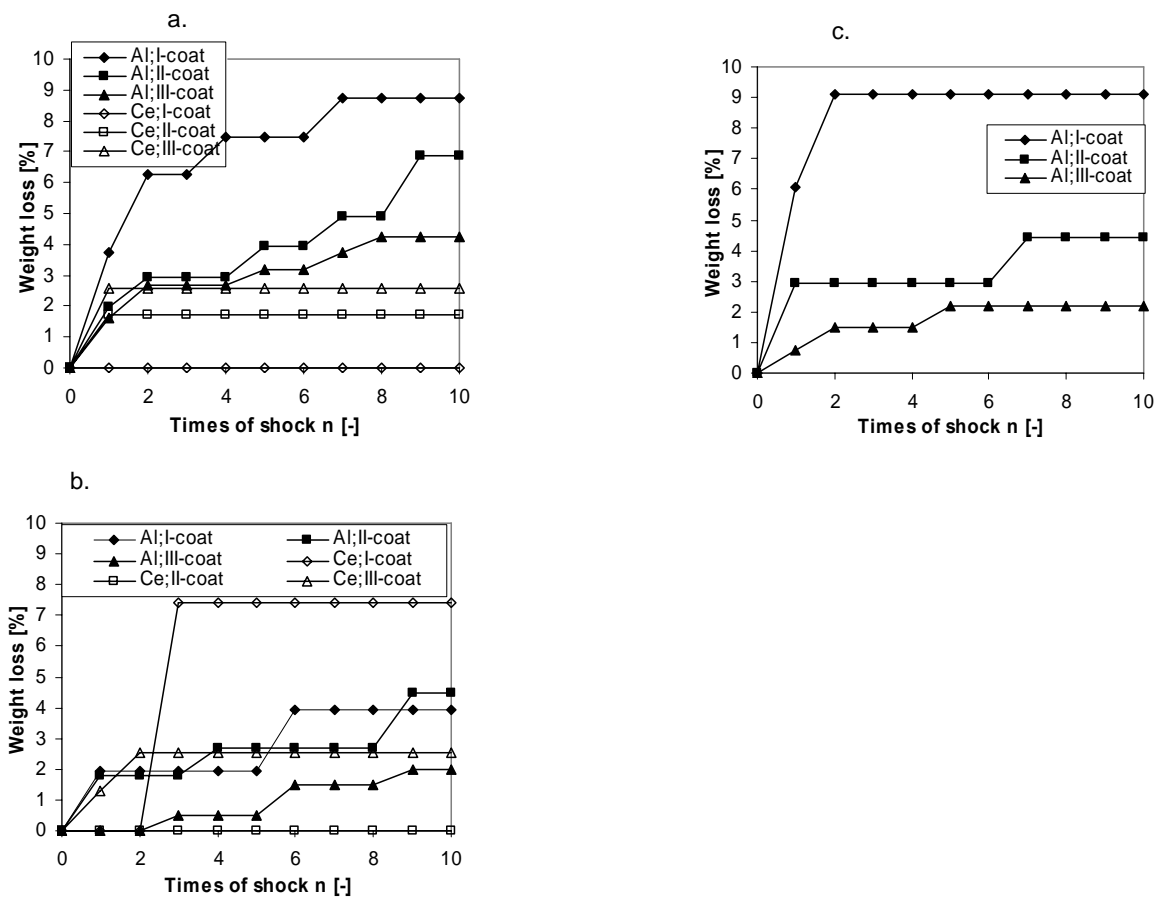 a.
Al;I-coat
Al;II-coat
Al;III-coat
Ce;I-coat
Ce;II-coat
Ce;III-coat
10
9
8
7
6
5
4
3
2
1
0
Weight loss [%]
0 2 4 6 8 10
Times of shock n [-]
c.
Al;I-coat
Al;II-coat
Al;III-coat
10
9
8
7
6
5
4
3
2
1
0
Weight loss [%]
0 2 4 6 8 10
Times of shock n [-]
b.
Al;I-coat Al;II-coat
Al;III-coat Ce;I-coat
Ce;II-coat Ce;III-coat
10
9
8
7
6
5
4
3
2
1
0
Weight loss [%]
0 2 4 6 8 10
Times of shock n [-]